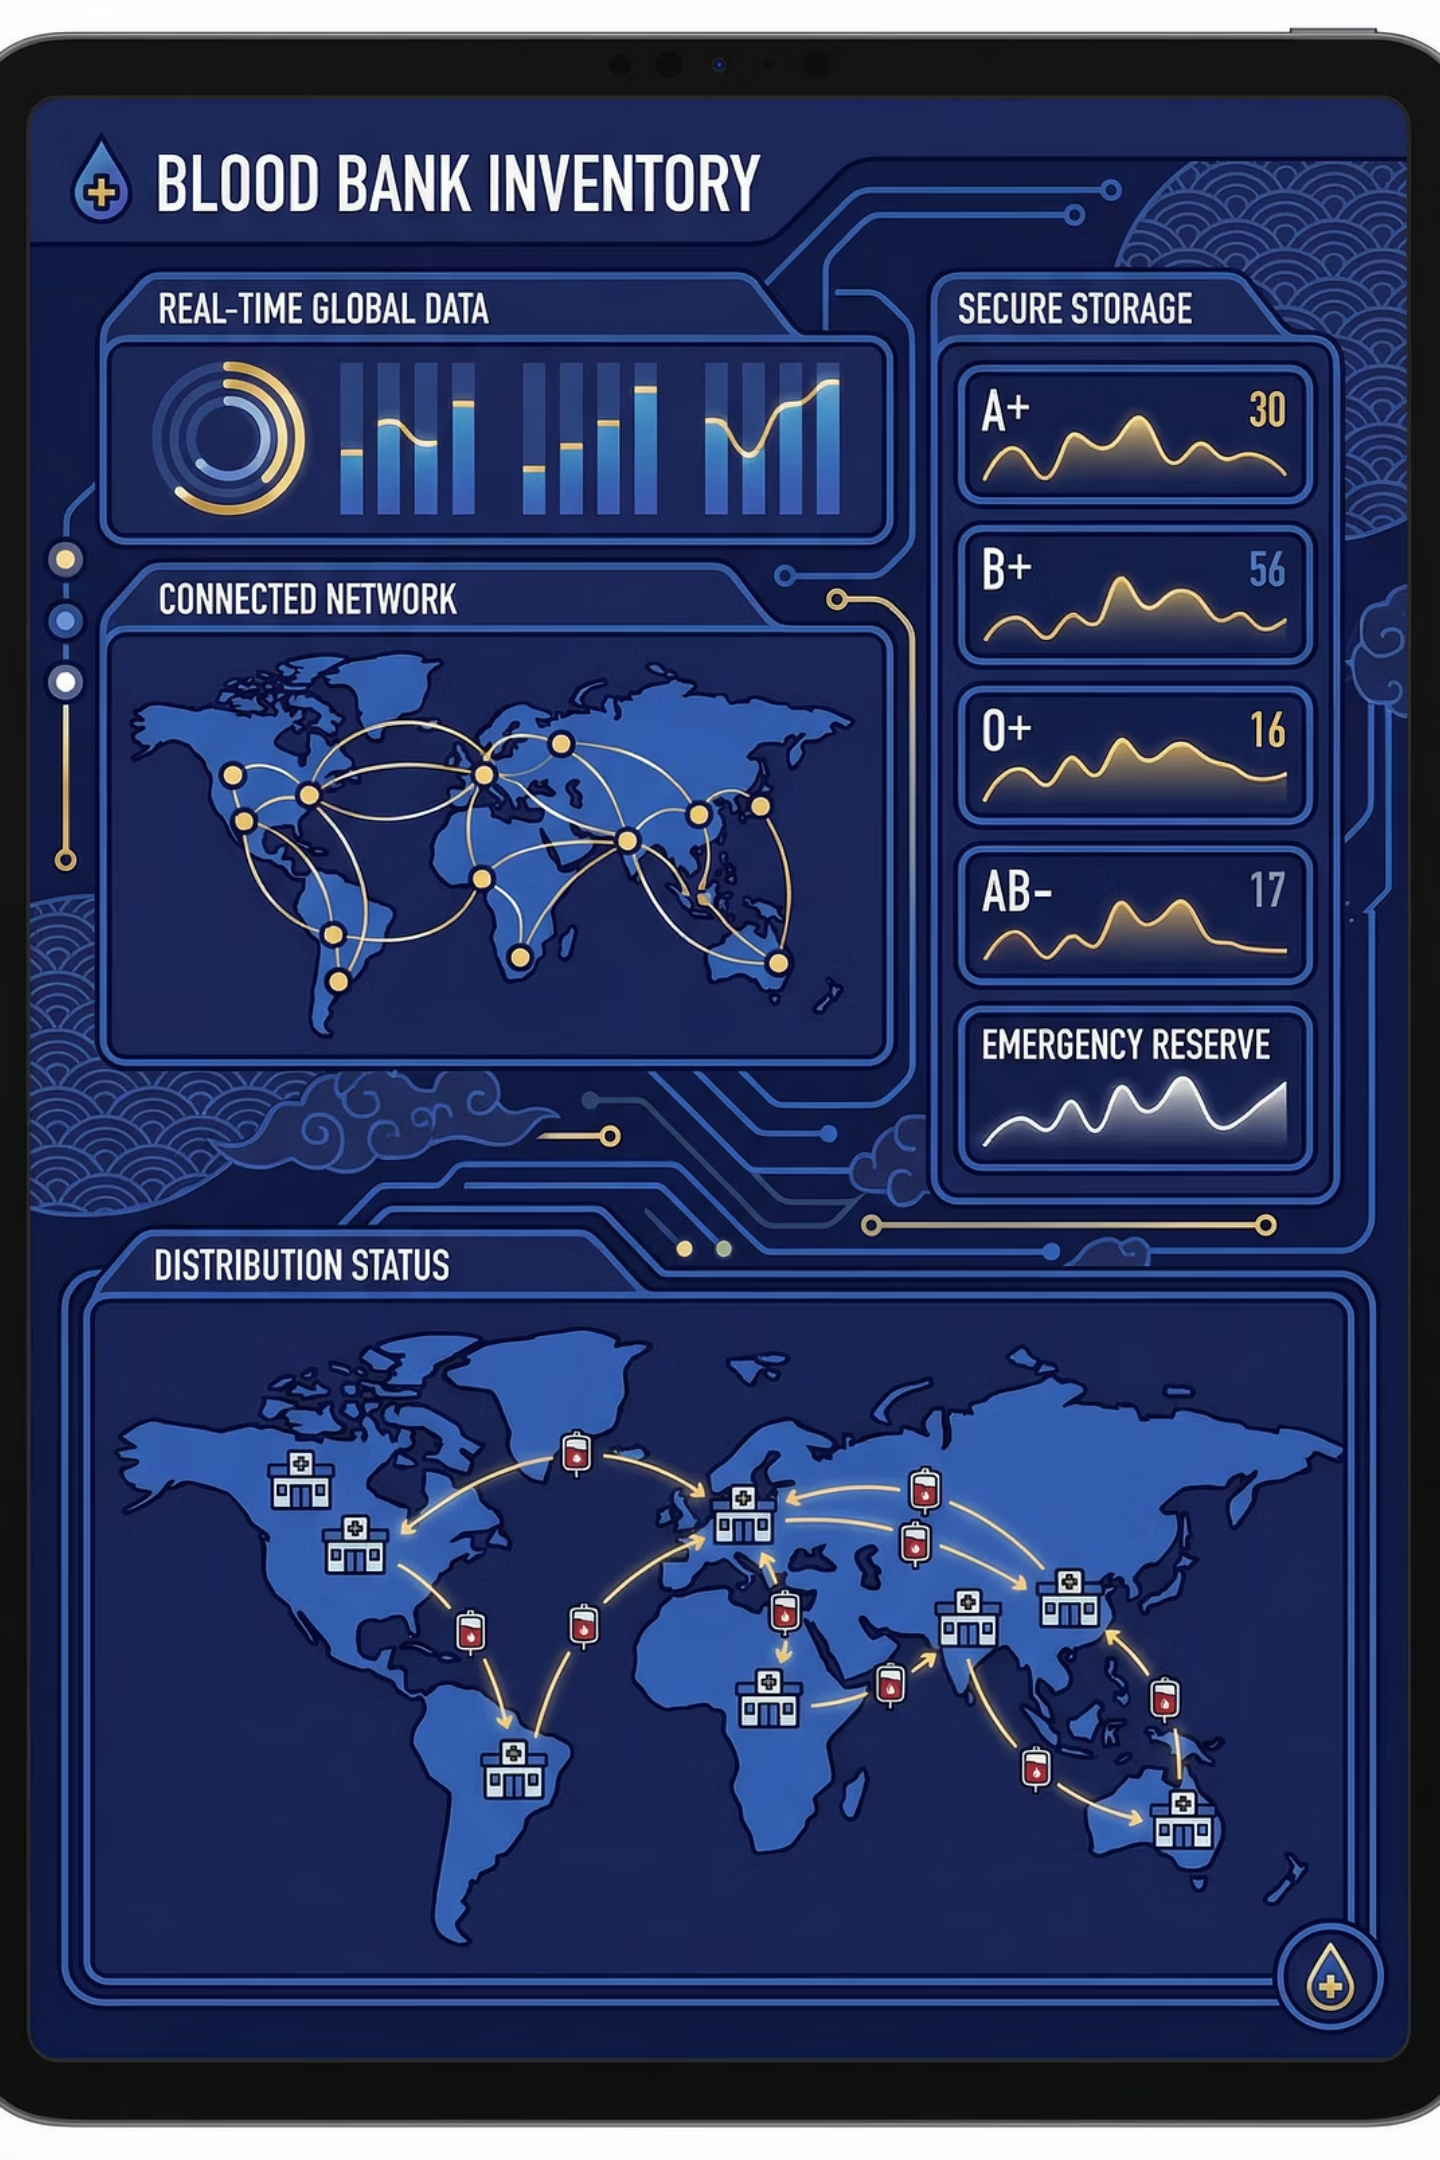 BLOOD BANK INVENTORY
REAL-TIME GLOBAL DATA
SECURE STORAGE
A+ 30
B+ 56
O+ 16
AB- 17
EMERGENCY RESERVE
CONNECTED NETWORK
DISTRIBUTION STATUS